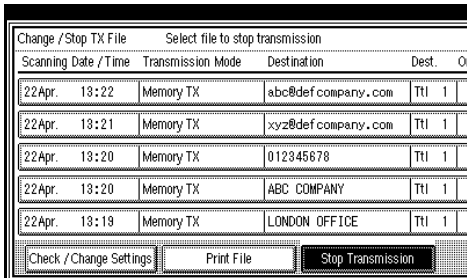 Change / Stop TX File Select file to stop transmission
Scanning Date / Time Transmission Mode Destination Dest.
22Apr. 13:22 Memory TX abc@defcompany.com Ttl 1
22Apr. 13:21 Memory TX xyz@defcompany.com Ttl 1
22Apr. 13:20 Memory TX 012345678 Ttl 1
22Apr. 13:20 Memory TX ABC COMPANY Ttl 1
22Apr. 13:19 Memory TX LONDON OFFICE Ttl 1
Check / Change Settings Print File Stop Transmission